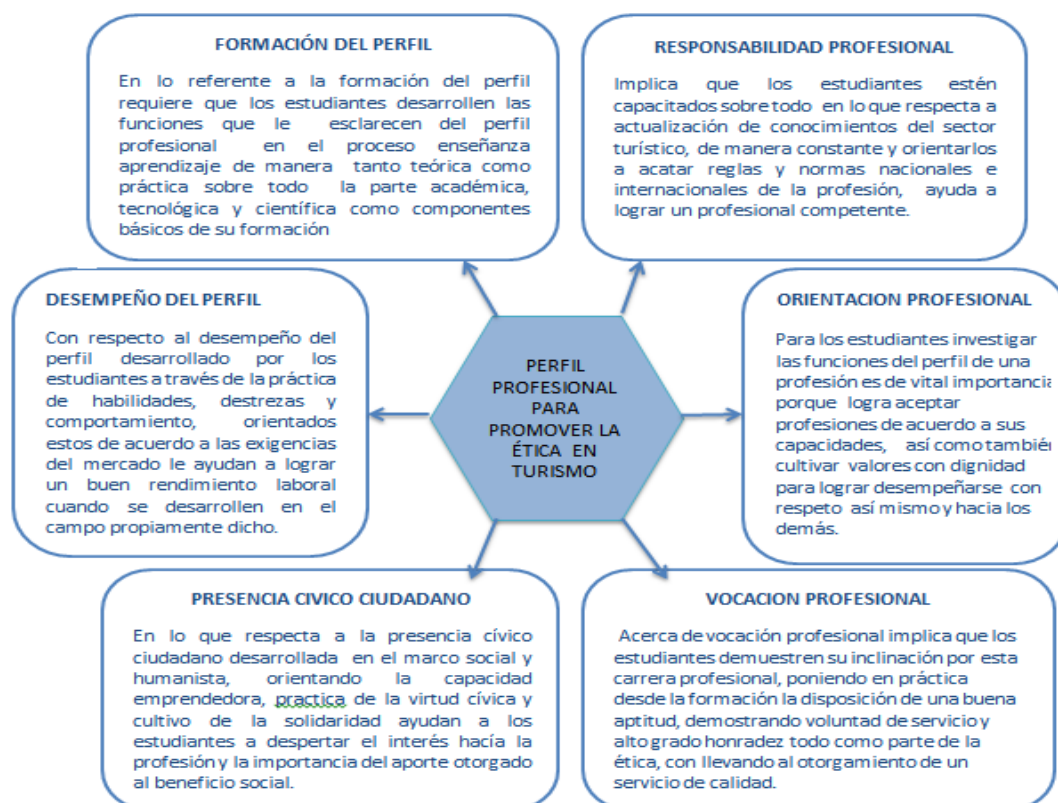 FORMACIÓN DEL PERFIL
En lo referente a la formación del perfil
requiere que los estudiantes desarrollen las
funciones que le esclarecen del perfil
profesional en el proceso enseñanza
aprendizaje de manera tanto teórica como
práctica sobre todo la parte académica,
tecnológica y científica como componentes
básicos de su formación
RESPONSABILIDAD PROFESIONAL
Implica que los estudiantes estén
capacitados sobre todo en lo que respecta a
actualización de conocimientos del sector
turístico, de manera constante y orientarlos
a acatar reglas y normas nacionales e
internacionales de la profesión, ayuda a
lograr un profesional competente.
DESEMPEÑO DEL PERFIL
Con respecto al desempeño del
perfil desarrollado por los
estudiantes a través de la práctica
de habilidades, destrezas y
comportamiento, orientados
estos de acuerdo a las exigencias
del mercado le ayudan a lograr
un buen rendimiento laboral
cuando se desarrollen en el
campo propiamente dicho.
PERFIL
PROFESIONAL
PARA
PROMOVER LA
ÉTICA EN
TURISMO
ORIENTACION PROFESIONAL
Para los estudiantes investigar
las funciones del perfil de una
profesión es de vital importancia
porque logra aceptar
profesiones de acuerdo a sus
capacidades, así como también
cultivar valores con dignidad
para lograr desempeñarse con
respeto así mismo y hacia los
demás.
PRESENCIA CIVICO CIUDADANO
En lo que respecta a la presencia cívico
ciudadano desarrollada en el marco social y
humanista, orientando la capacidad
emprendedora, practica de la virtud cívica y
cultivo de la solidaridad ayudan a los
estudiantes a despertar el interés hacía la
profesión y la importancia del aporte otorgado
al beneficio social.
VOCACION PROFESIONAL
Acerca de vocación profesional implica que los
estudiantes demuestren su inclinación por esta
carrera profesional, poniendo en práctica
desde la formación la disposición de una buena
aptitud, demostrando voluntad de servicio y
alto grado honradez todo como parte de la
ética, con llevando al otorgamiento de un
servicio de calidad.